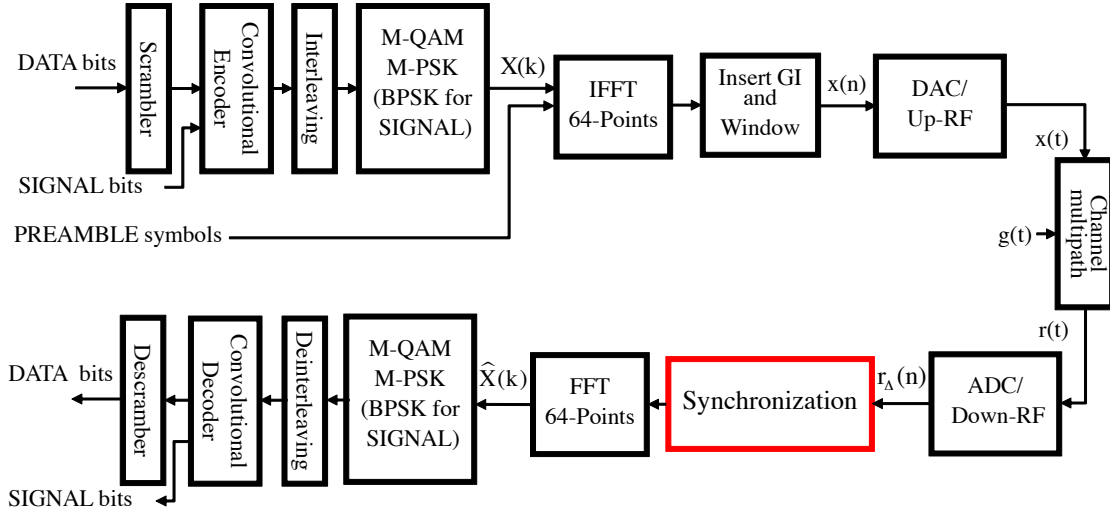 DATA bits
Scrambler
Convolutional
Encoder
Interleaving
M-QAM
M-PSK
(BPSK for
SIGNAL)
X(k)
IFFT
64-Points
Insert GI
and
Window
x(n)
DAC/
Up-RF
x(t)
SIGNAL bits
PREAMBLE symbols
g(t)
Channel
multipath
r(t)
DATA bits
Descramber
Convolutional
Decoder
Deinterleaving
M-QAM
M-PSK
(BPSK for
SIGNAL)
X̂(k)
FFT
64-Points
Synchronization
r_Δ(n)
ADC/
Down-RF
SIGNAL bits